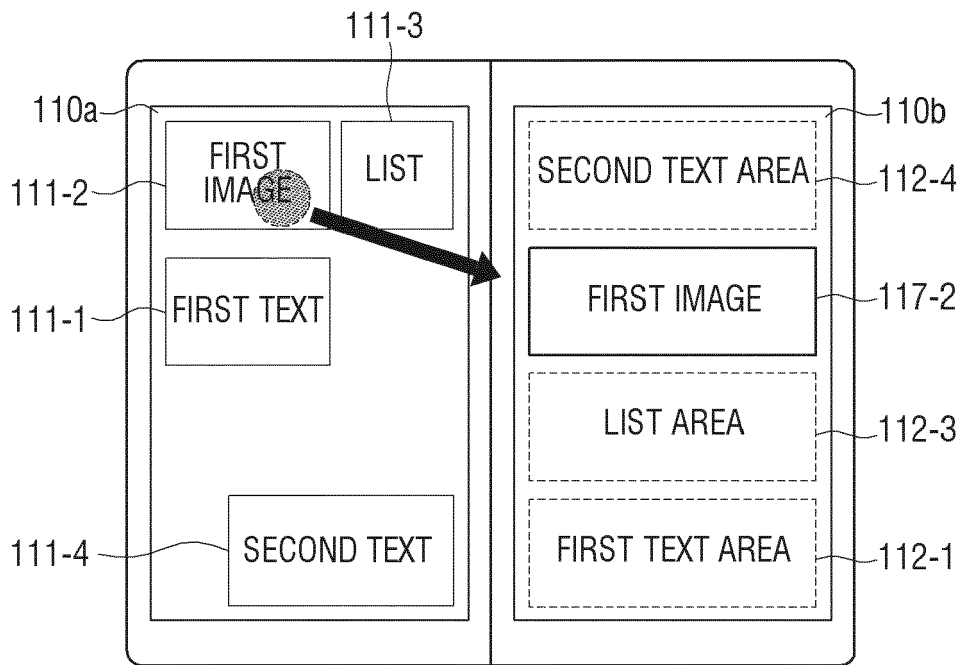 111-3
110a
110b
FIRST
IMAGE
LIST
111-2
SECOND TEXT AREA
112-4
FIRST TEXT
111-1
FIRST IMAGE
117-2
LIST AREA
112-3
SECOND TEXT
111-4
FIRST TEXT AREA
112-1